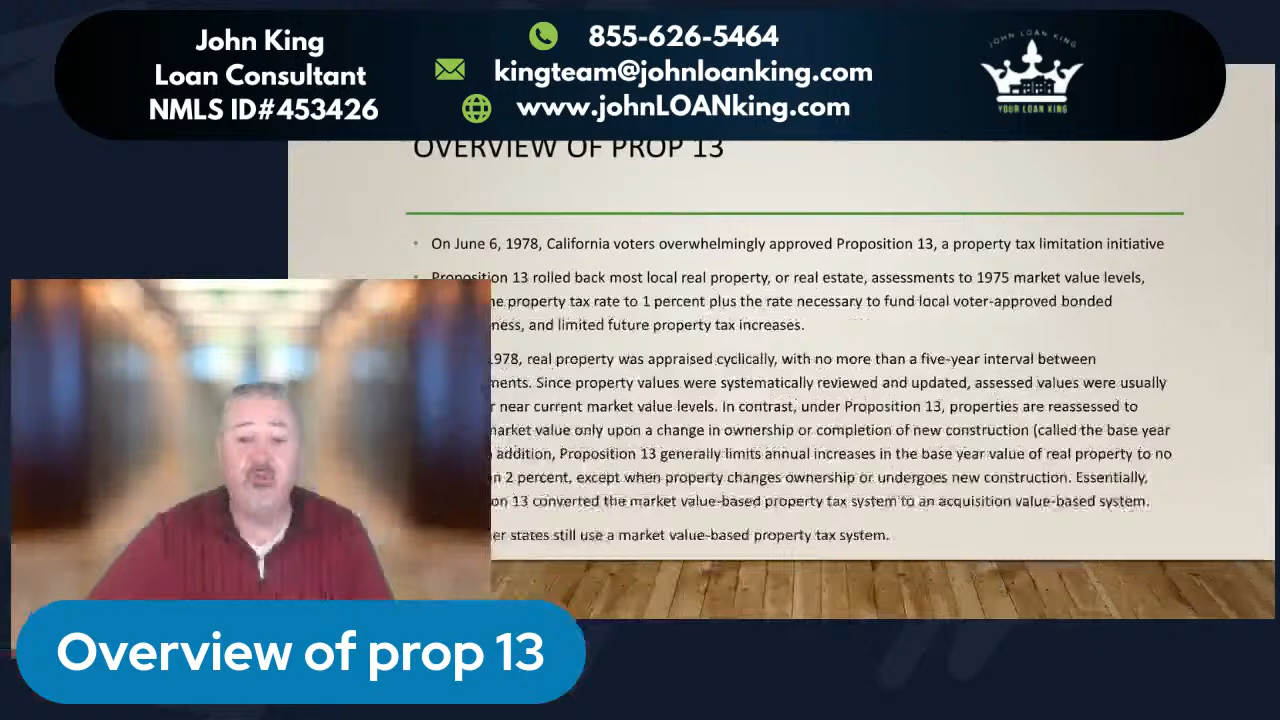 John King
Loan Consultant
NMLS ID#453426
855-626-5464
kingteam@johnloanking.com
www.johnLOANking.com
JOHN LOAN KING
YOUR LOAN KING
OVERVIEW OF PROP 13
• On June 6, 1978, California voters overwhelmingly approved Proposition 13, a property tax limitation initiative
• Proposition 13 rolled back most local real property, or real estate, assessments to 1975 market value levels,
property tax rate to 1 percent plus the rate necessary to fund local voter-approved bonded
and limited future property tax increases.
1978, real property was appraised cyclically, with no more than a five-year interval between
Since property values were systematically reviewed and updated, assessed values were usually
near current market value levels. In contrast, under Proposition 13, properties are reassessed to
market value only upon a change in ownership or completion of new construction (called the base year
addition, Proposition 13 generally limits annual increases in the base year value of real property to no
2 percent, except when property changes ownership or undergoes new construction. Essentially,
13 converted the market value-based property tax system to an acquisition value-based system.
states still use a market value-based property tax system.
Overview of prop 13